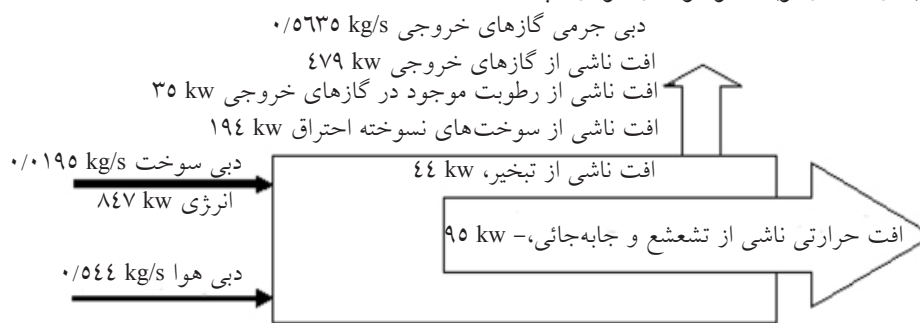 دبی جرمی گازهای خروجی ۰/۵۶۳۵ kg/s
افت ناشی از گازهای خروجی ۴۷۹ kw
افت ناشی از رطوبت موجود در گازهای خروجی ۳۵ kw
افت ناشی از سوخت‌های نسوخته احتراق ۱۹۴ kw
دبی سوخت ۰/۰۱۹۵ kg/s
افت ناشی از تبخیر، ۴۴ kw
انرژی ۸۴۷ kw
افت حرارتی ناشی از تشعشع و جابه‌جائی،– ۹۵ kw
دبی هوا ۰/۵۴۴ kg/s